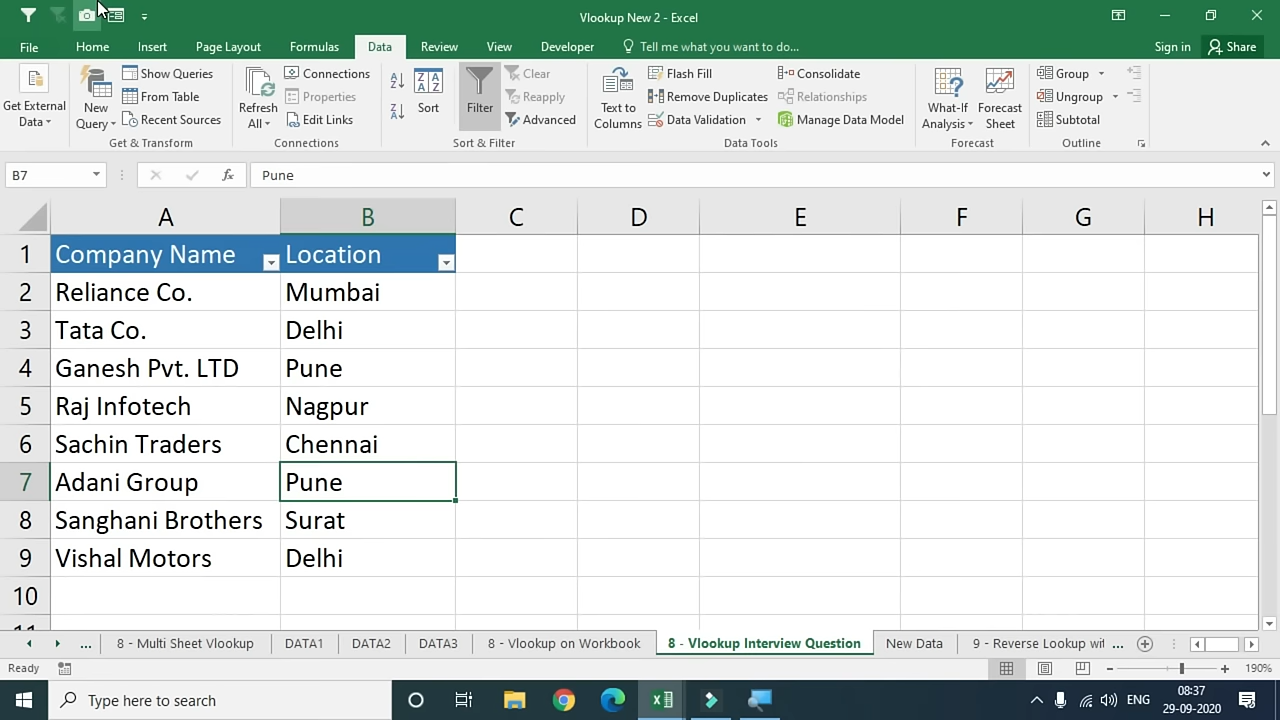 Vlookup New 2 - Excel
File Home Insert Page Layout Formulas Data Review View Developer Tell me what you want to do... Sign in Share
Get External Data
New Query
Show Queries
From Table
Recent Sources
Get & Transform
Refresh All
Connections
Properties
Edit Links
Connections
A Z
Z A
Z A A Z
Sort
Filter
Clear
Reapply
Advanced
Sort & Filter
Text to Columns
Flash Fill
Remove Duplicates
Data Validation
Consolidate
Relationships
Manage Data Model
Data Tools
What-If Analysis
Forecast Sheet
Forecast
Group
Ungroup
Subtotal
Outline
B7 fx Pune
A B C D E F G H
1 Company Name Location
2 Reliance Co. Mumbai
3 Tata Co. Delhi
4 Ganesh Pvt. LTD Pune
5 Raj Infotech Nagpur
6 Sachin Traders Chennai
7 Adani Group Pune
8 Sanghani Brothers Surat
9 Vishal Motors Delhi
10
11
... 8 - Multi Sheet Vlookup DATA1 DATA2 DATA3 8 - Vlookup on Workbook 8 - Vlookup Interview Question New Data 9 - Reverse Lookup wit ...
Ready 190%
Type here to search ENG 08:37
29-09-2020